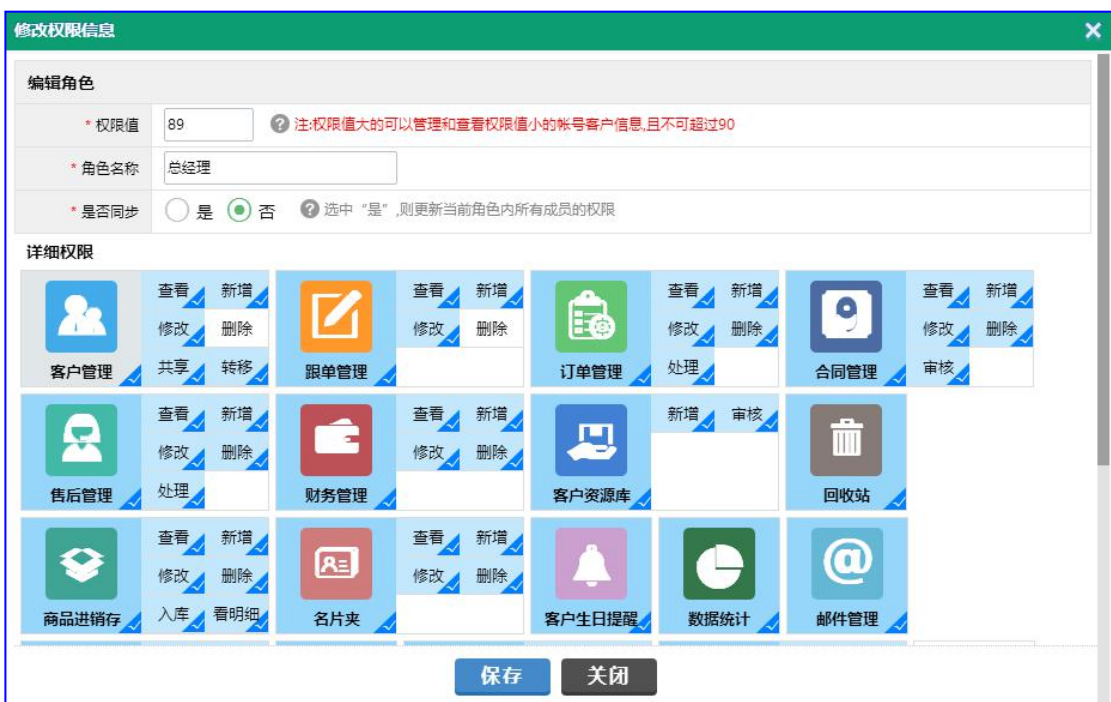 修改权限信息
编辑角色
* 权限值 89 注:权限值大的可以管理和查看权限值小的帐号客户信息,且不可超过90
* 角色名称 总经理
* 是否同步 是 否 选中“是”,则更新当前角色内所有成员的权限
详细权限
查看 新增 查看 新增 查看 新增 查看 新增
修改 删除 修改 删除 修改 删除 修改 删除
客户管理 共享 转移 跟单管理 订单管理 处理 合同管理 审核
查看 新增 查看 新增 新增 审核
修改 删除 修改 删除
售后管理 处理 财务管理 客户资源库 回收站
查看 新增 查看 新增
修改 删除 修改 删除
商品进销存 入库 看明细 名片夹 客户生日提醒 数据统计 邮件管理
保存 关闭